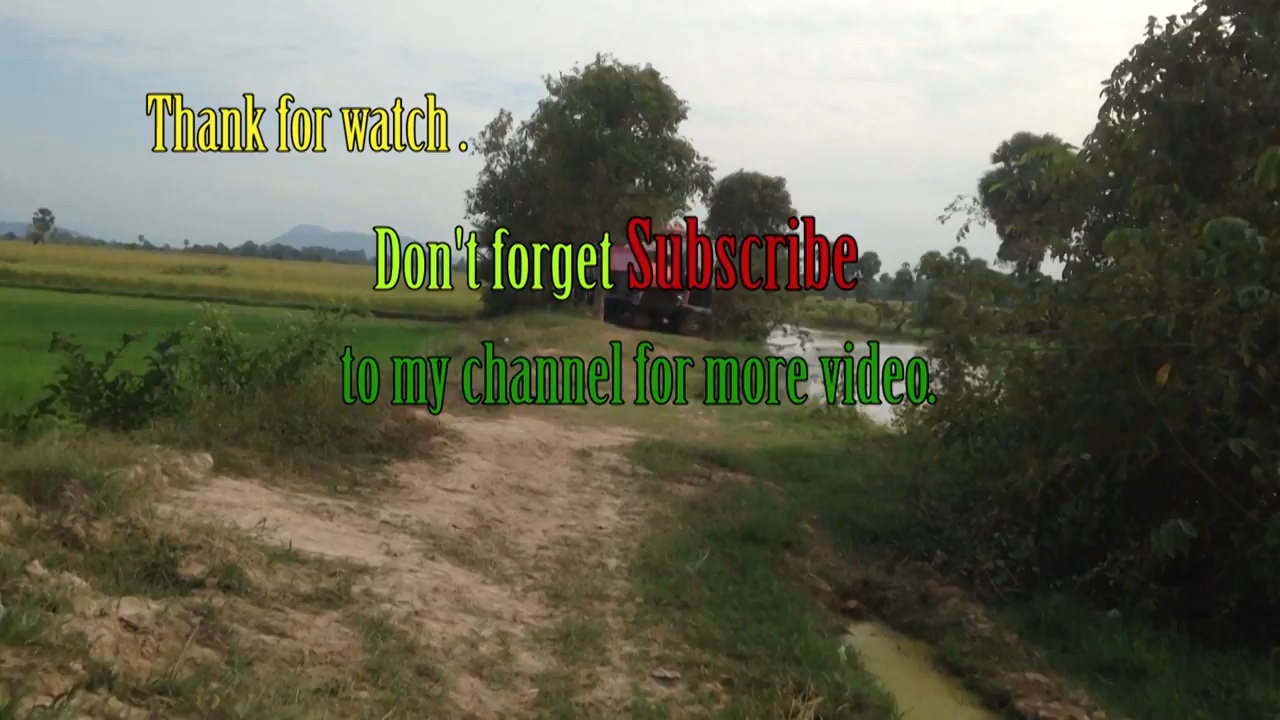 Thank for watch .
Don't forget Subscribe
to my channel for more video.